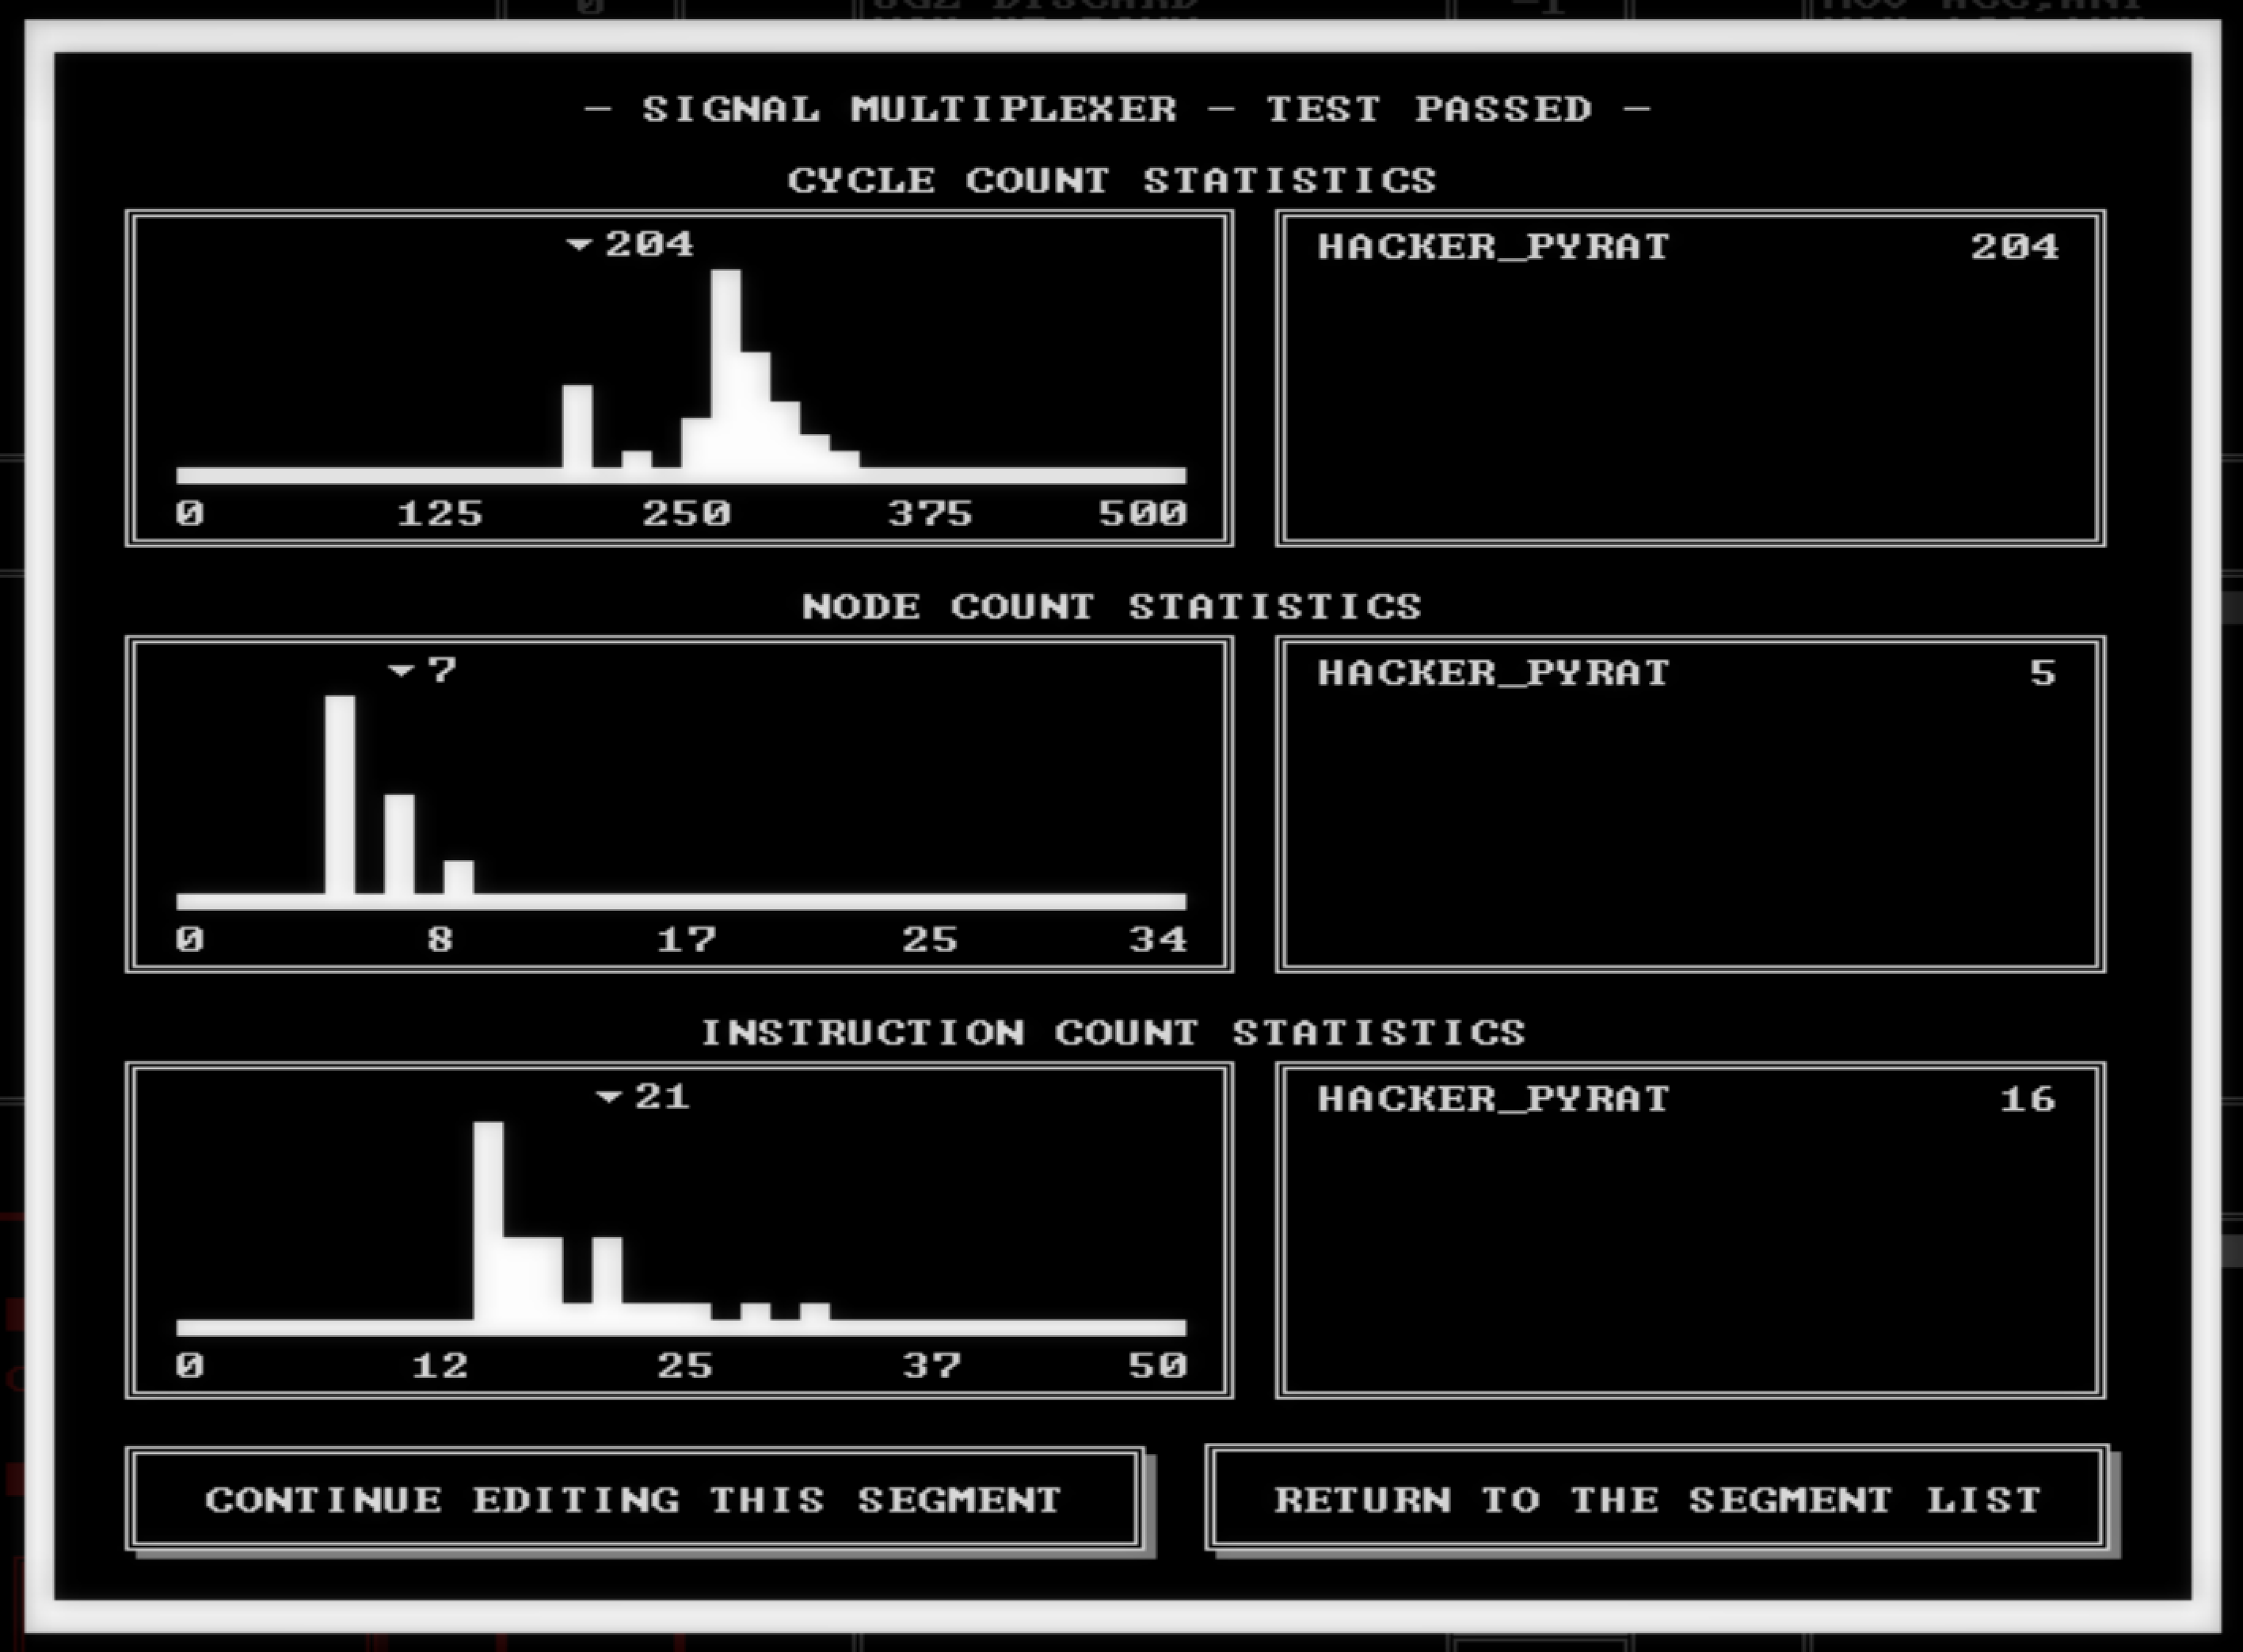 — SIGNAL MULTIPLEXER — TEST PASSED —
CYCLE COUNT STATISTICS
▼204
HACKER_PYRAT 204
0 125 250 375 500
NODE COUNT STATISTICS
▼7
HACKER_PYRAT 5
0 8 17 25 34
INSTRUCTION COUNT STATISTICS
▼21
HACKER_PYRAT 16
0 12 25 37 50
CONTINUE EDITING THIS SEGMENT
RETURN TO THE SEGMENT LIST